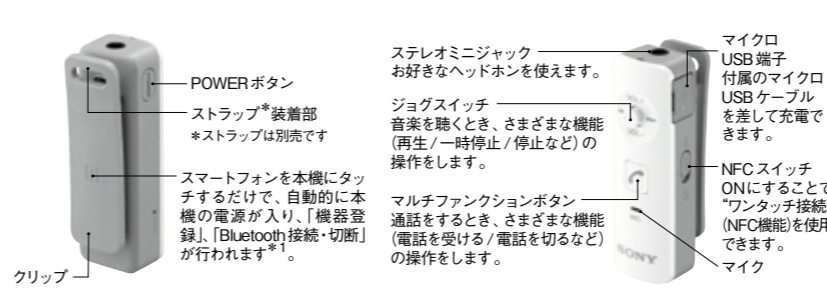 POWERボタン
ストラップ*装着部
*ストラップは別売です
スマートフォンを本機にタッ
チするだけで、自動的に本
機の電源が入り、「機器登
録」、「Bluetooth接続・切断」
が行われます*1。
クリップ
ステレオミニジャック
お好きなヘッドホンを使えます。
ジョグスイッチ
音楽を聴くとき、さまざまな機能
(再生/一時停止/停止など)の
操作をします。
マルチファンクションボタン
通話をするとき、さまざまな機能
(電話を受ける/電話を切るなど)
の操作をします。
SONY
マイクロ
USB端子
付属のマイクロ
USBケーブル
を差して充電で
きます。
NFCスイッチ
ONにすることで
“ワンタッチ接続
(NFC機能)を使用
できます。
マイク